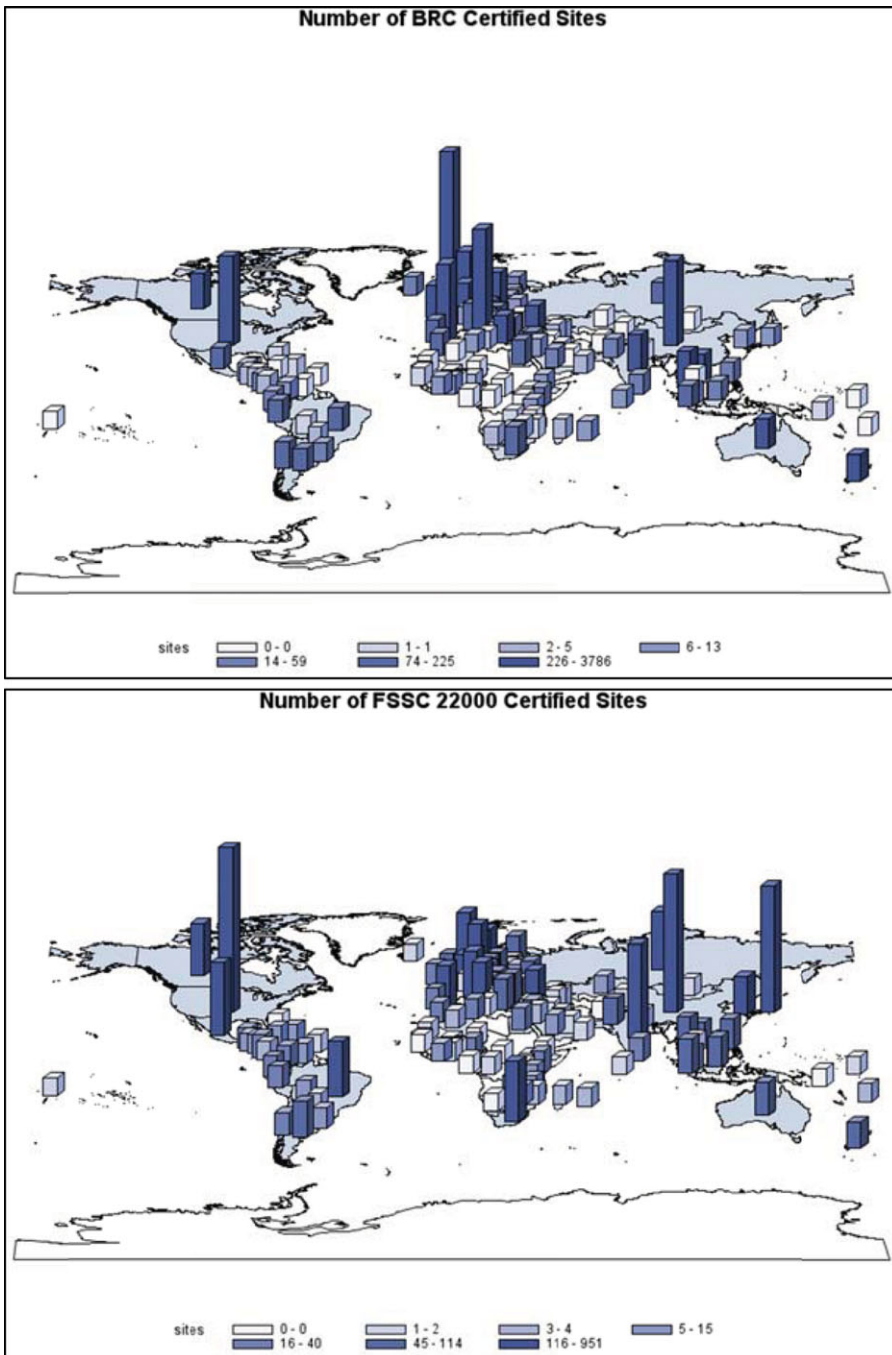 Number of BRC Certified Sites
sites 0 - 0 1 - 1 2 - 5 6 - 13
14 - 59 74 - 225 226 - 3786
Number of FSSC 22000 Certified Sites
sites 0 - 0 1 - 2 3 - 4 5 - 15
16 - 40 45 - 114 116 - 951